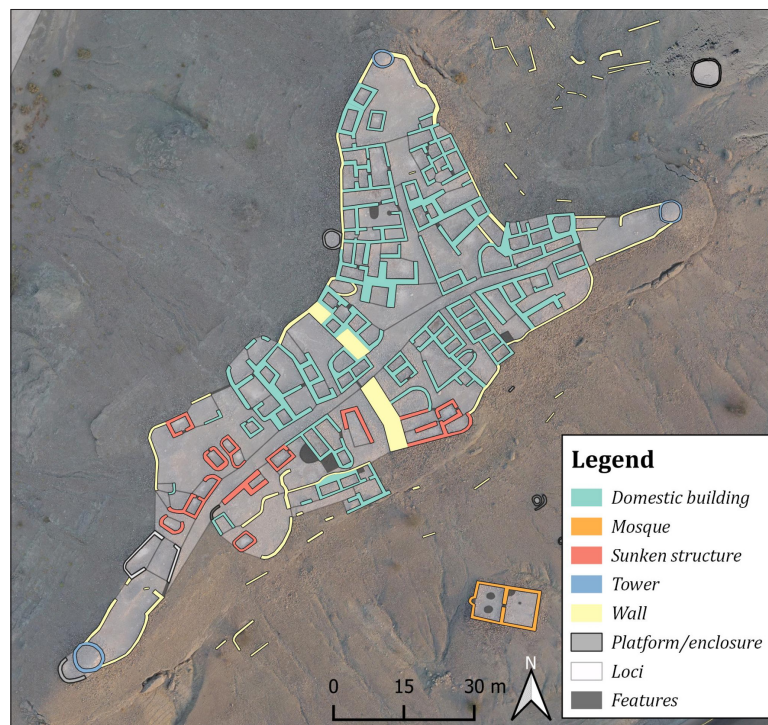 Legend
Domestic building
Mosque
Sunken structure
Tower
Wall
Platform/enclosure
Loci
Features
N
0 15 30 m